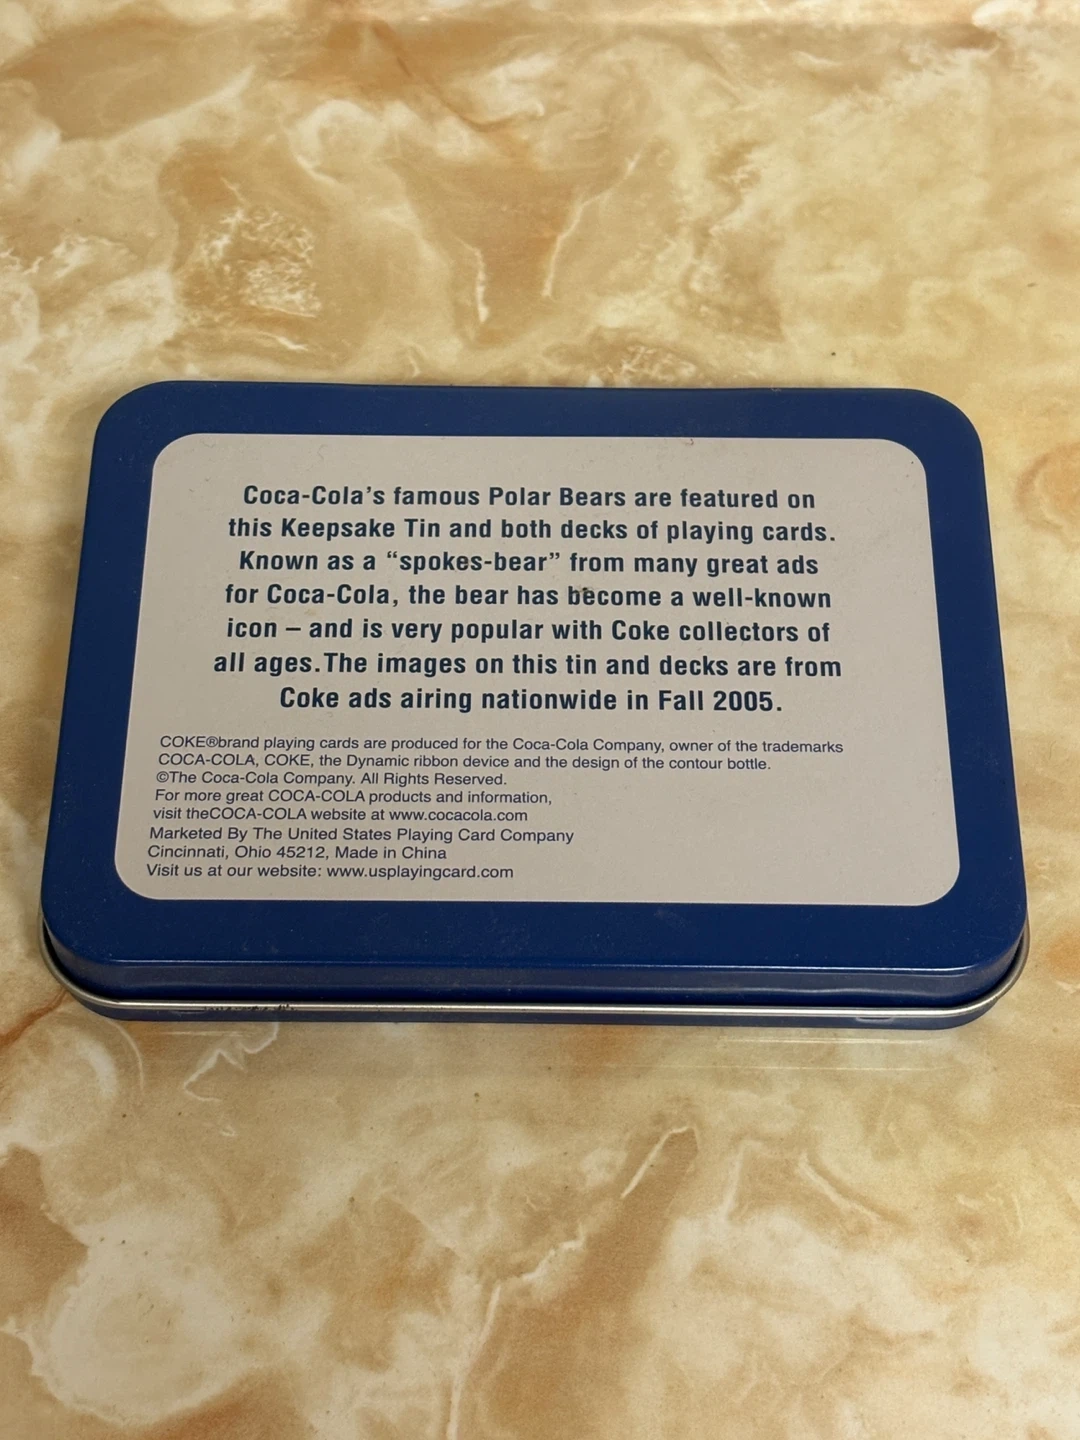 Coca-Cola's famous Polar Bears are featured on
this Keepsake Tin and both decks of playing cards.
Known as a “spokes-bear” from many great ads
for Coca-Cola, the bear has become a well-known
icon – and is very popular with Coke collectors of
all ages.The images on this tin and decks are from
Coke ads airing nationwide in Fall 2005.
COKE®brand playing cards are produced for the Coca-Cola Company, owner of the trademarks
COCA-COLA, COKE, the Dynamic ribbon device and the design of the contour bottle.
©The Coca-Cola Company. All Rights Reserved.
For more great COCA-COLA products and information,
visit theCOCA-COLA website at www.cocacola.com
Marketed By The United States Playing Card Company
Cincinnati, Ohio 45212, Made in China
Visit us at our website: www.usplayingcard.com